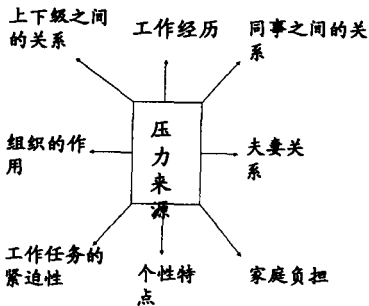 上下级之间
的关系
工作经历
同事之间的关
系
组织的作
用
压
力
来
源
夫妻关
系
工作任务的
紧迫性
个性特
点
家庭负担